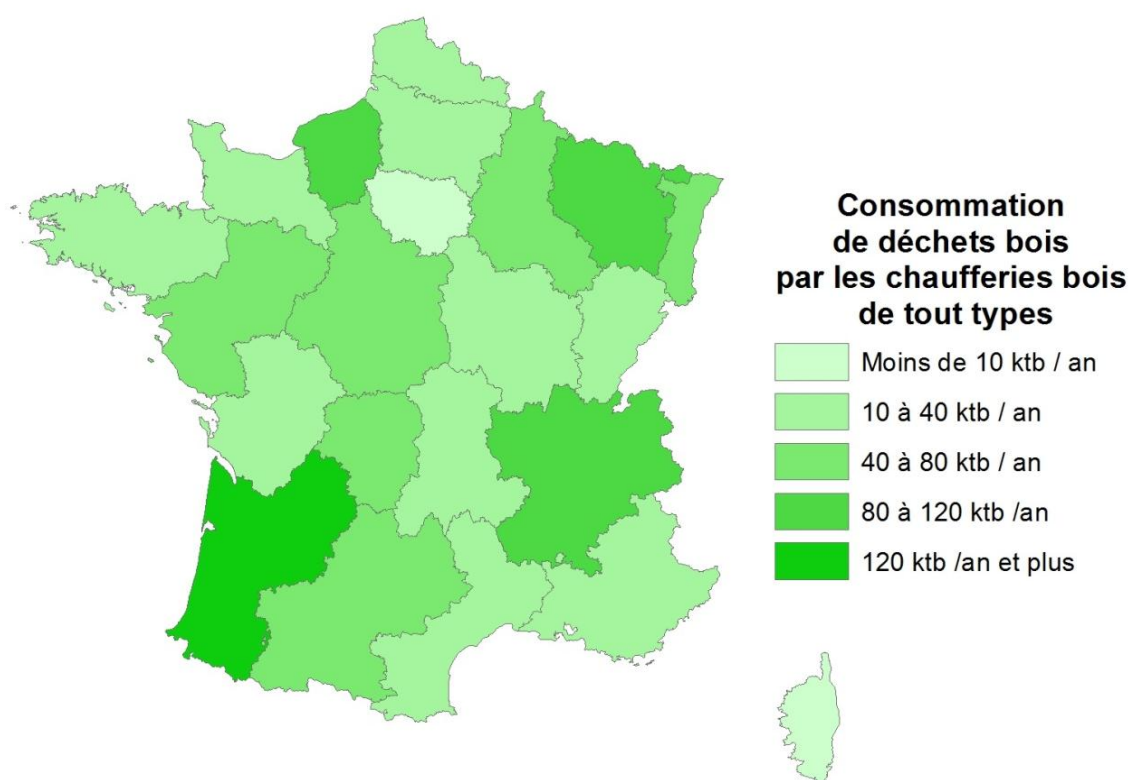 Consommation
de déchets bois
par les chaufferies bois
de tout types
Moins de 10 ktb / an
10 à 40 ktb / an
40 à 80 ktb / an
80 à 120 ktb /an
120 ktb /an et plus